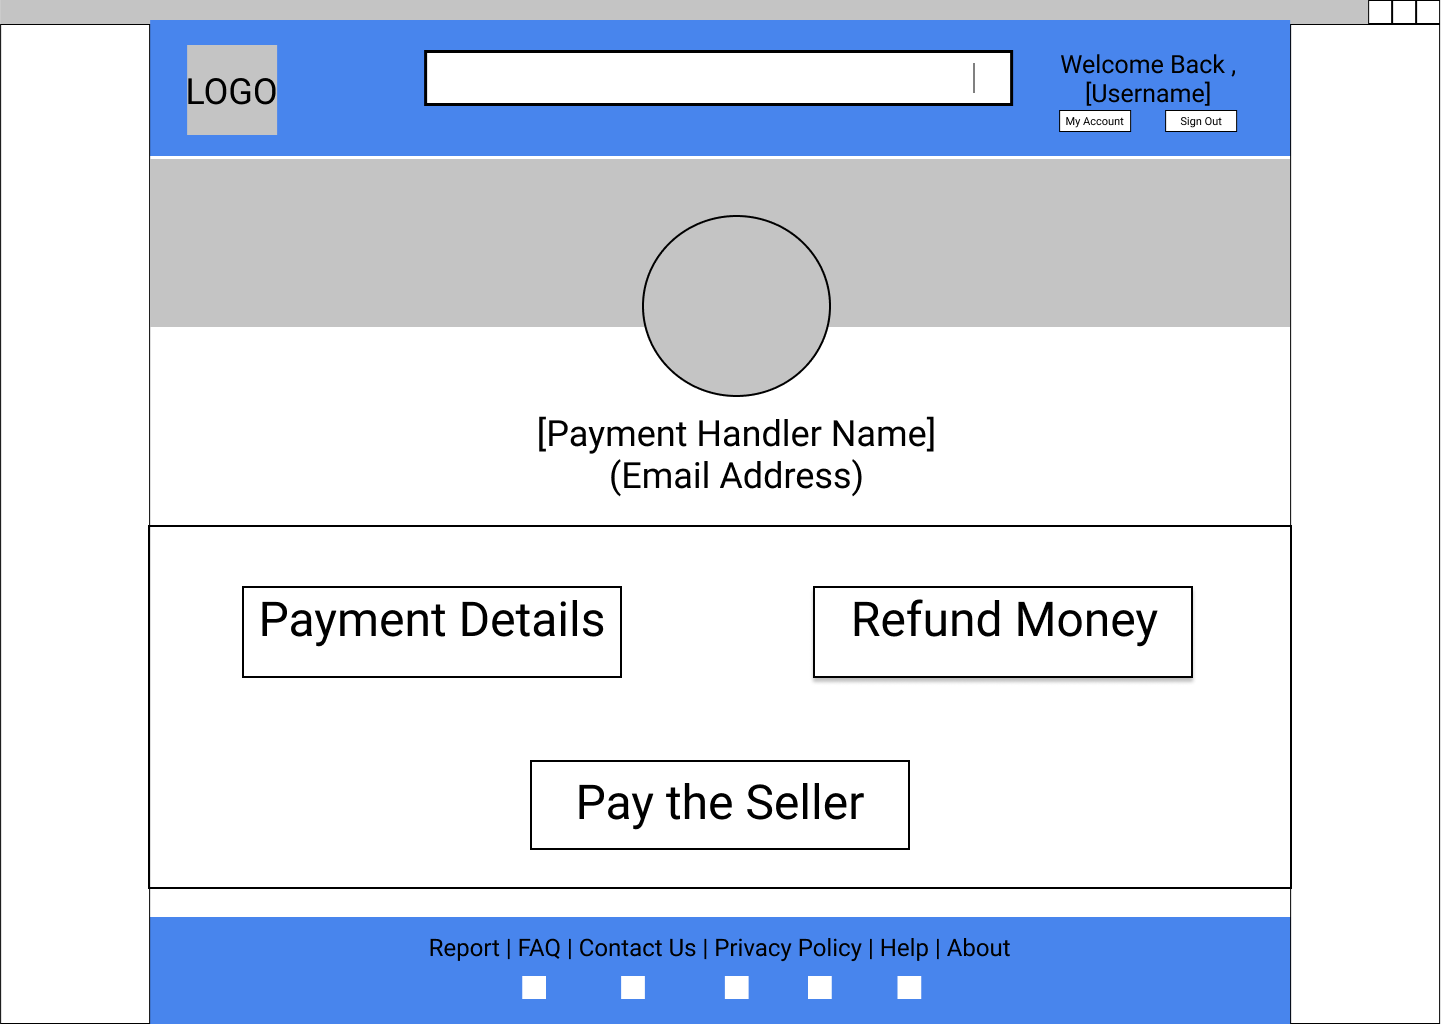 LOGO
Welcome Back ,
[Username]
My Account
Sign Out
[Payment Handler Name]
(Email Address)
Payment Details
Refund Money
Pay the Seller
Report | FAQ | Contact Us | Privacy Policy | Help | About